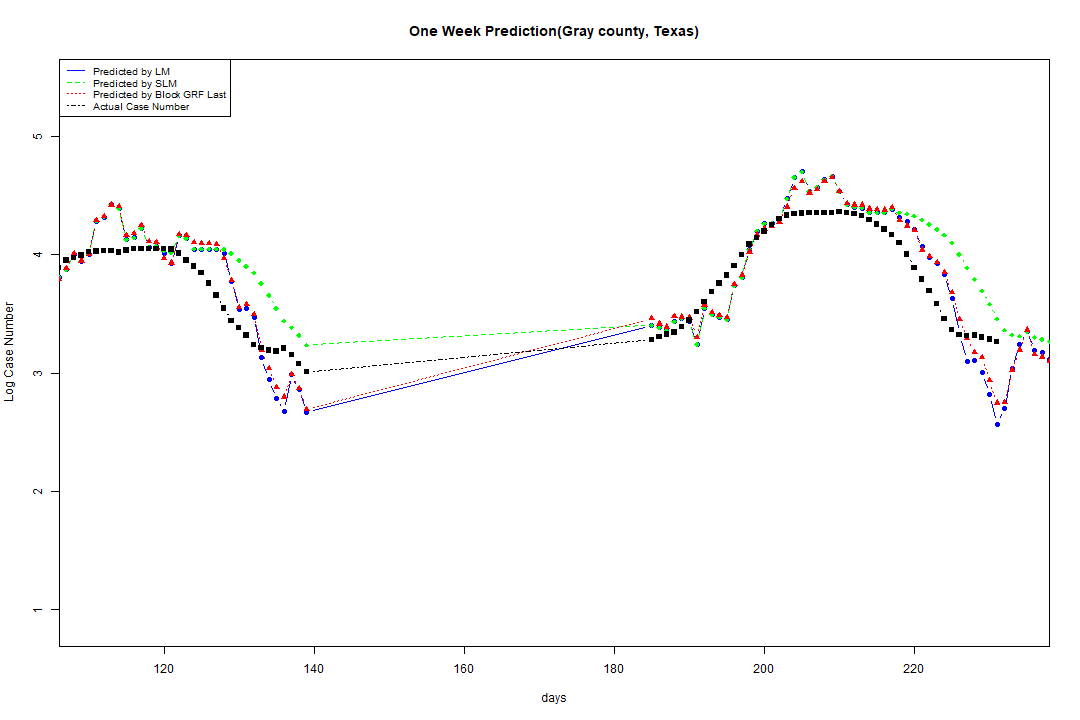 One Week Prediction(Gray county, Texas)
Predicted by LM
Predicted by SLM
Predicted by Block GRF Last
Actual Case Number
5
4
3
2
1
Log Case Number
120 140 160 180 200 220
days